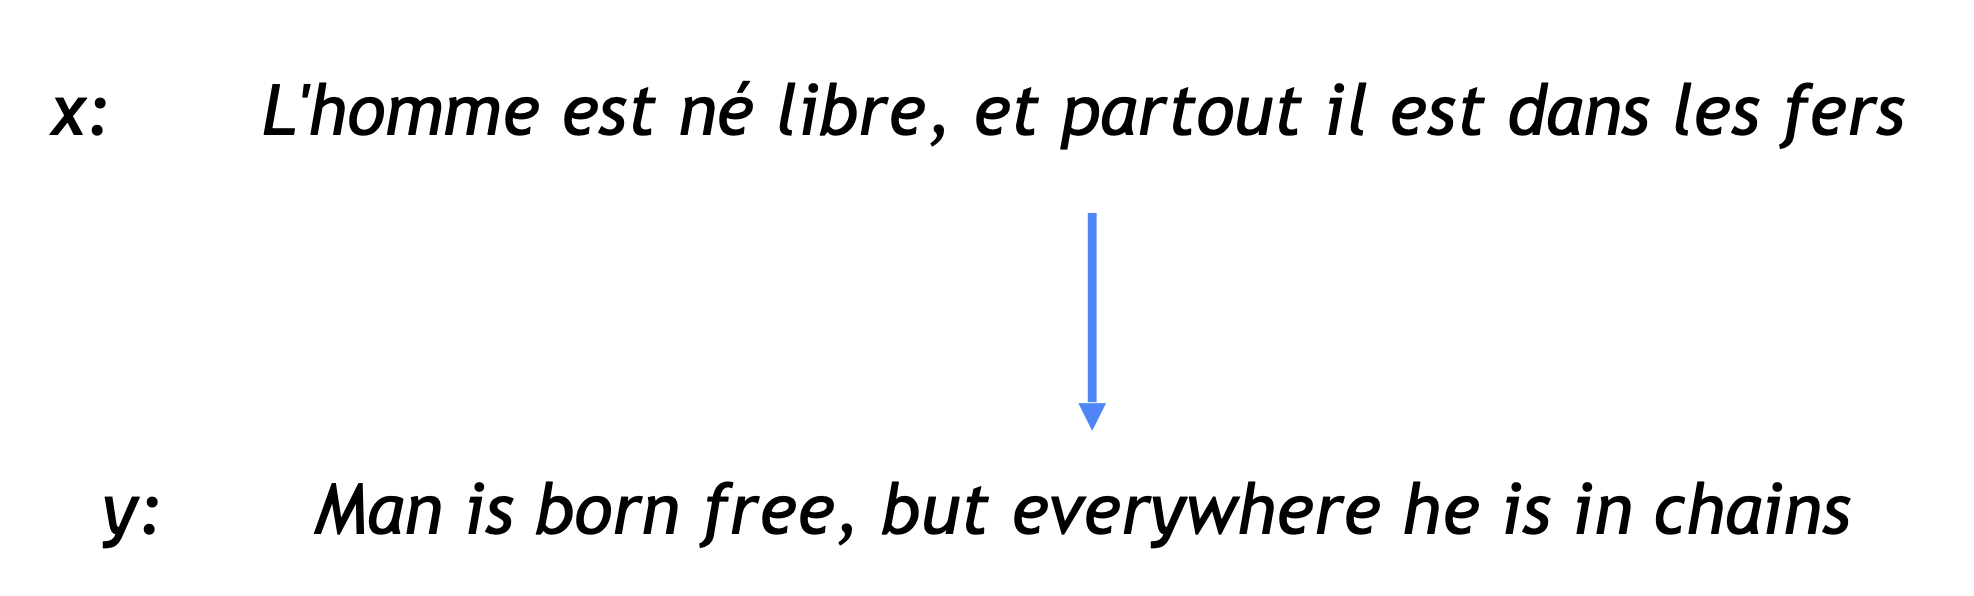 x: L'homme est né libre, et partout il est dans les fers
y: Man is born free, but everywhere he is in chains